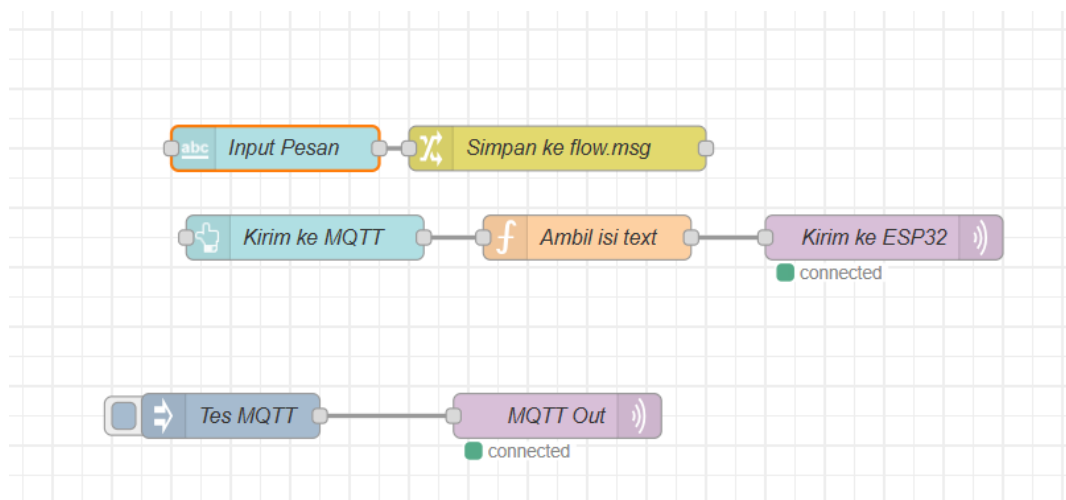 abc Input Pesan Simpan ke flow.msg
Kirim ke MQTT Ambil isi text Kirim ke ESP32
connected
Tes MQTT MQTT Out
connected